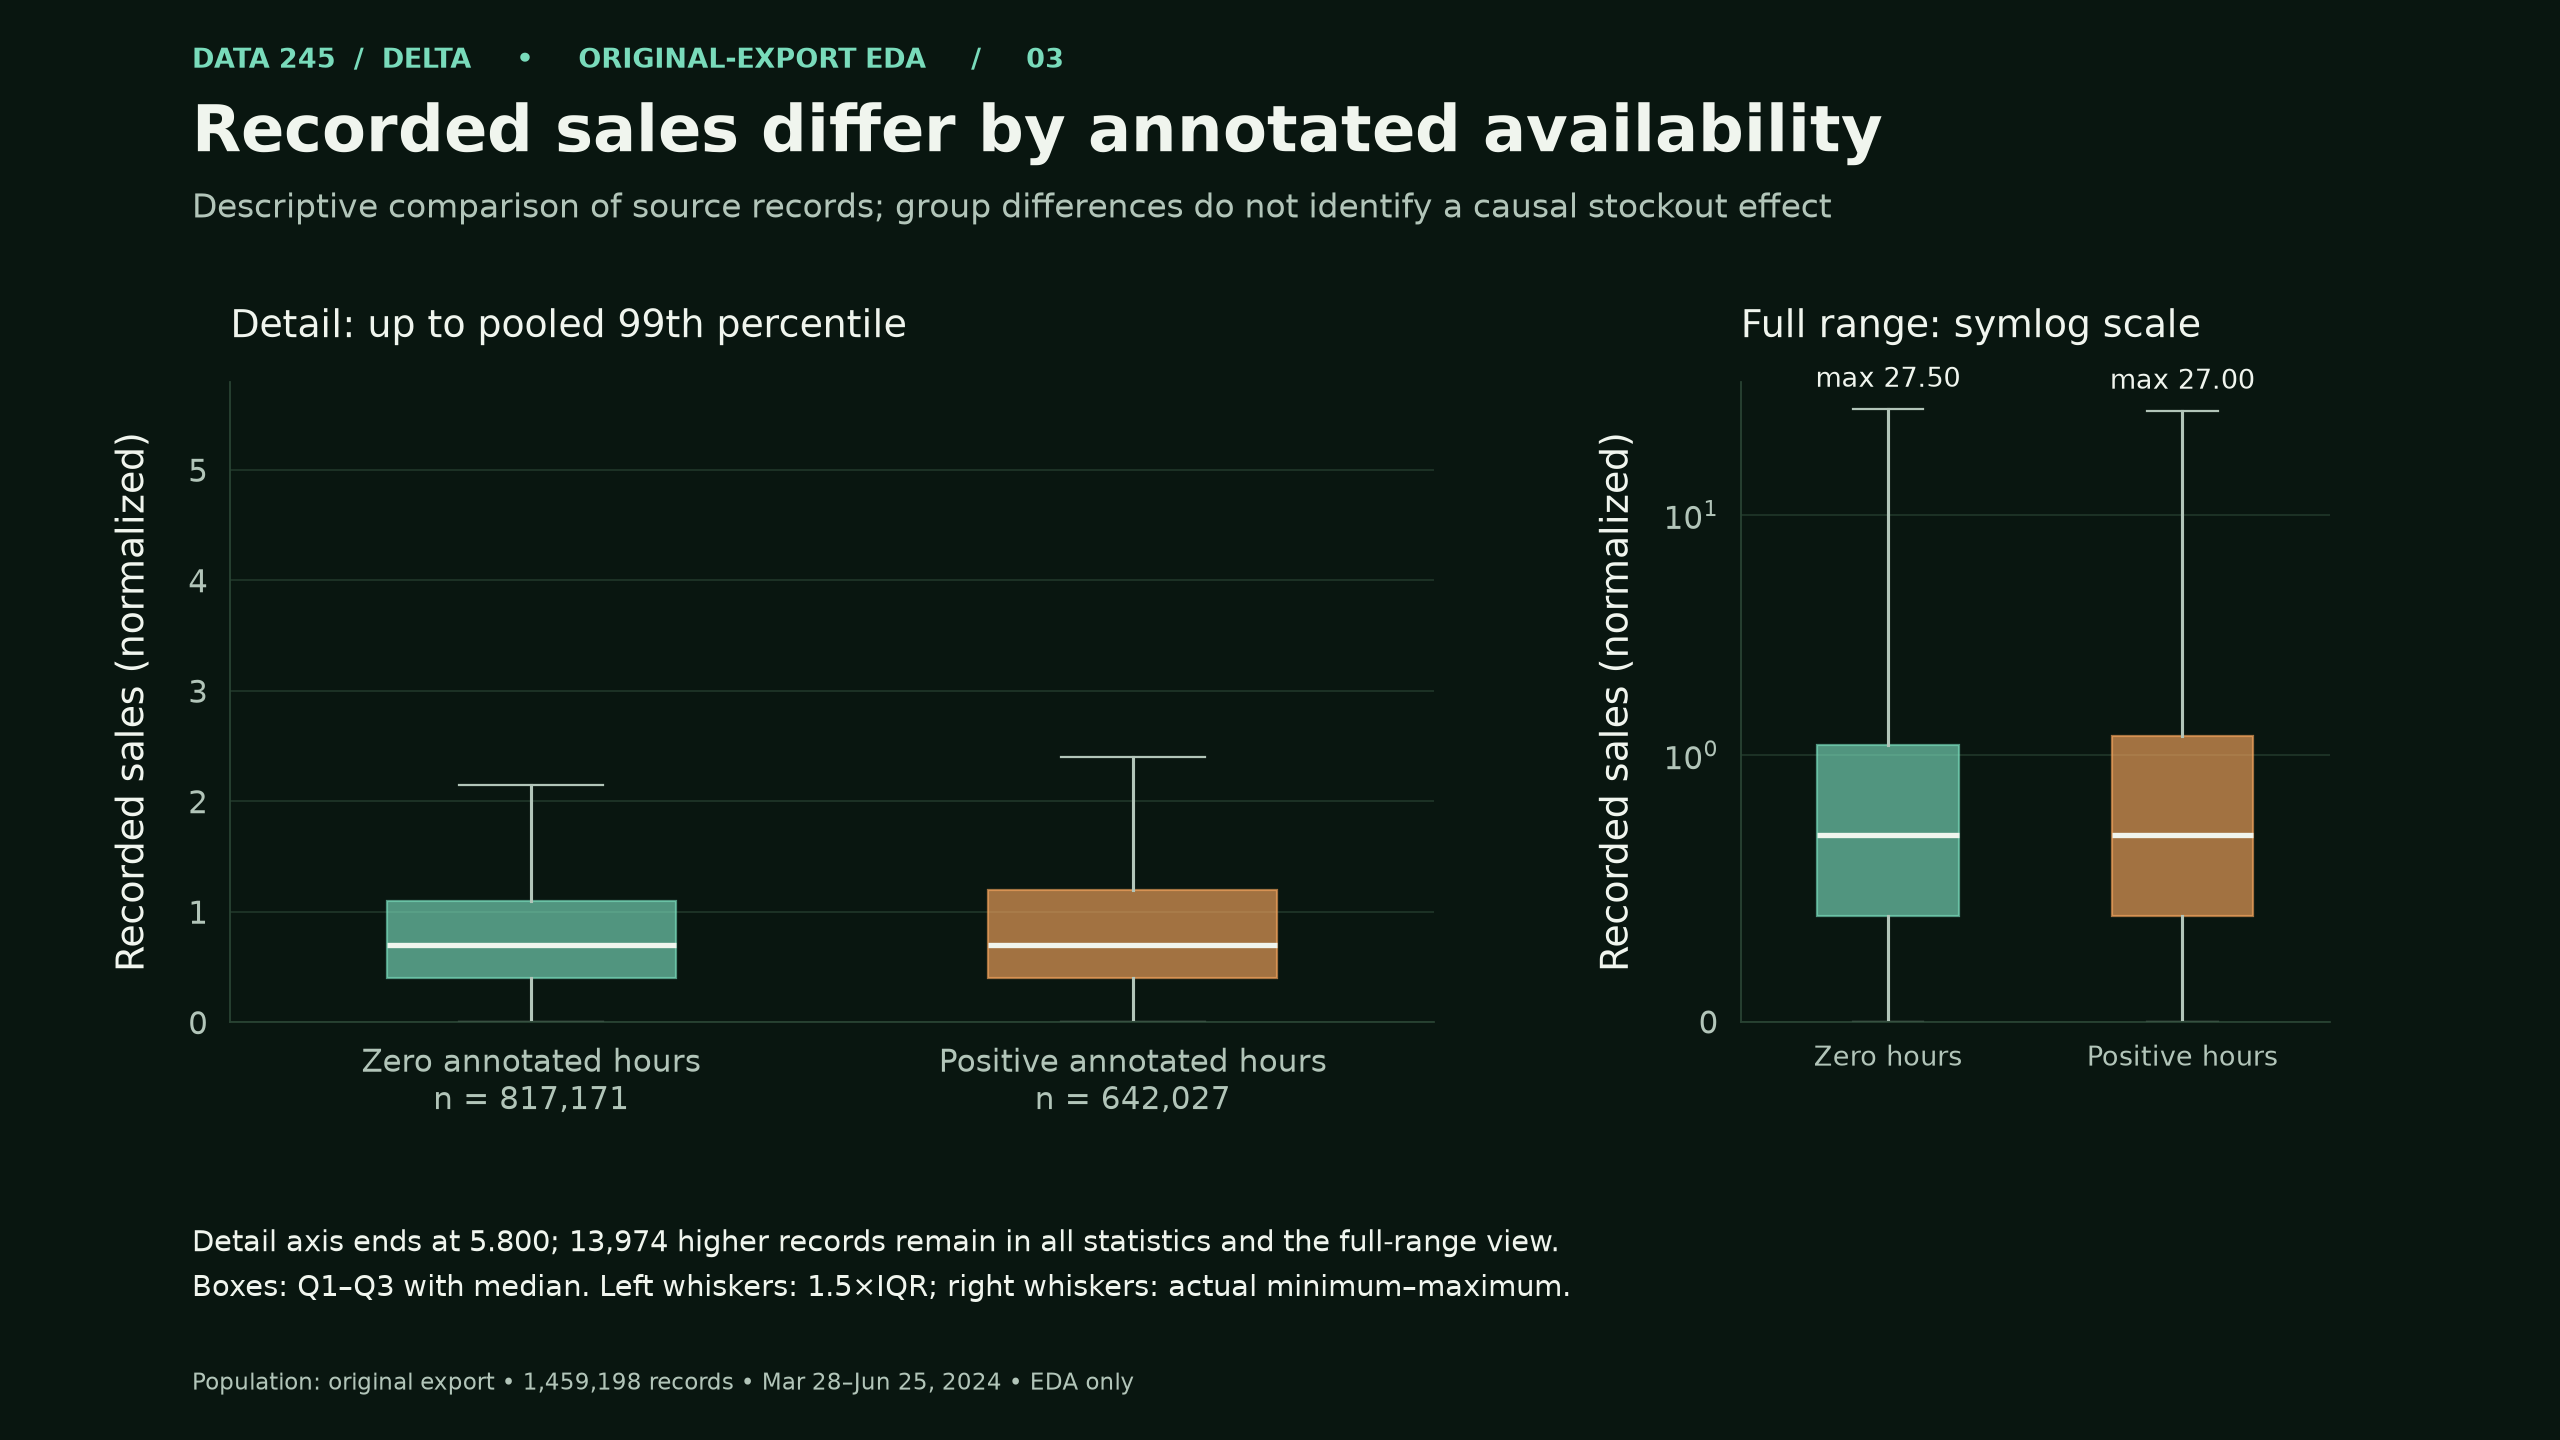 DATA 245 / DELTA • ORIGINAL-EXPORT EDA / 03
Recorded sales differ by annotated availability
Descriptive comparison of source records; group differences do not identify a causal stockout effect
Detail: up to pooled 99th percentile
Recorded sales (normalized)
5
4
3
2
1
0
Zero annotated hours
n = 817,171
Positive annotated hours
n = 642,027
Full range: symlog scale
max 27.50
max 27.00
Recorded sales (normalized)
10¹
10⁰
0
Zero hours
Positive hours
Detail axis ends at 5.800; 13,974 higher records remain in all statistics and the full-range view.
Boxes: Q1–Q3 with median. Left whiskers: 1.5×IQR; right whiskers: actual minimum–maximum.
Population: original export • 1,459,198 records • Mar 28–Jun 25, 2024 • EDA only